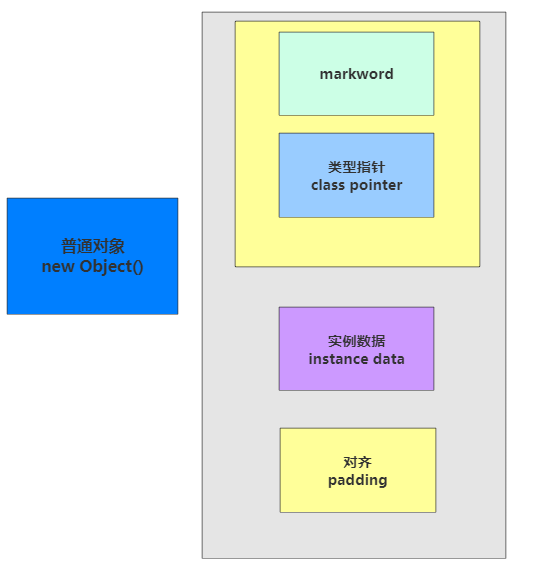 markword
类型指针
class pointer
普通对象
new Object()
实例数据
instance data
对齐
padding